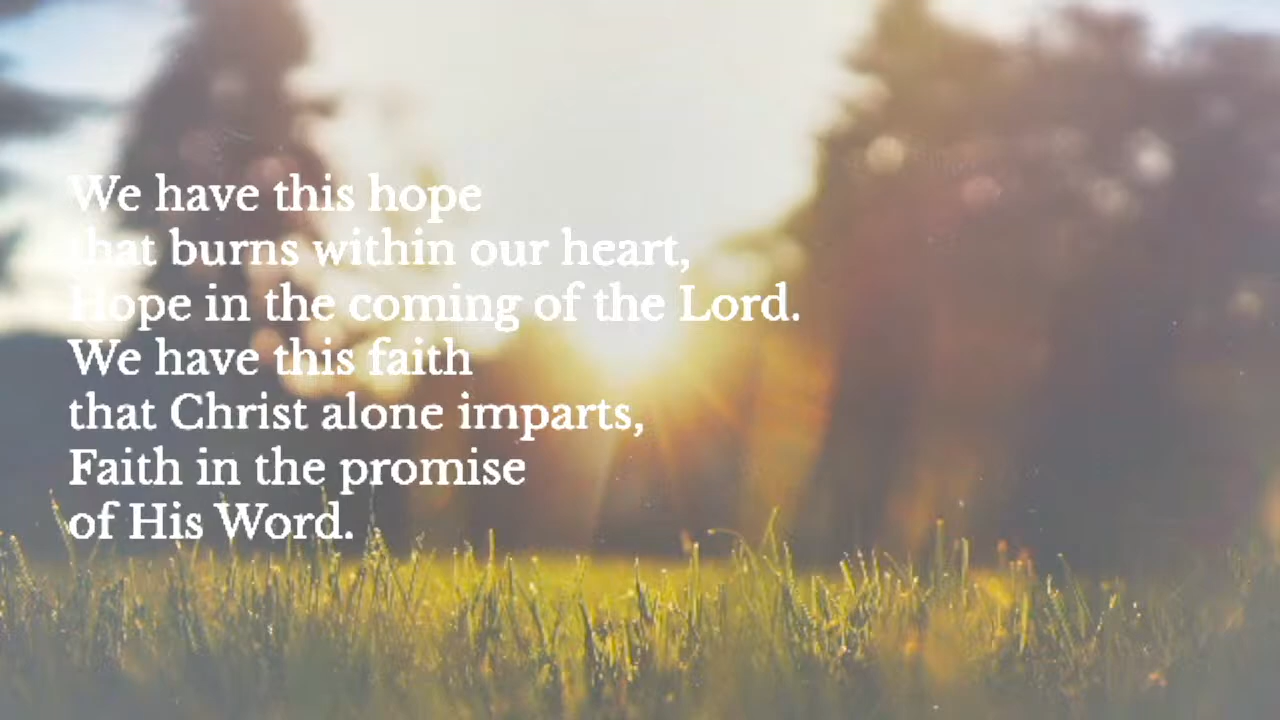 We have this hope
that burns within our heart,
Hope in the coming of the Lord.
We have this faith
that Christ alone imparts,
Faith in the promise
of His Word.